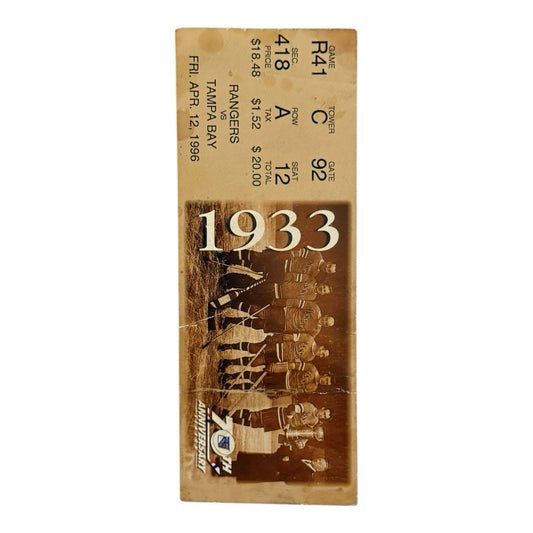 GAME TOWER GATE
R41 C 92
SEC. ROW SEAT
418 A 12
PRICE TAX TOTAL
$18.48 $1.52 $ 20.00
RANGERS
VS
TAMPA BAY
FRI. APR. 12, 1996
1933
70TH
ANNIVERSARY